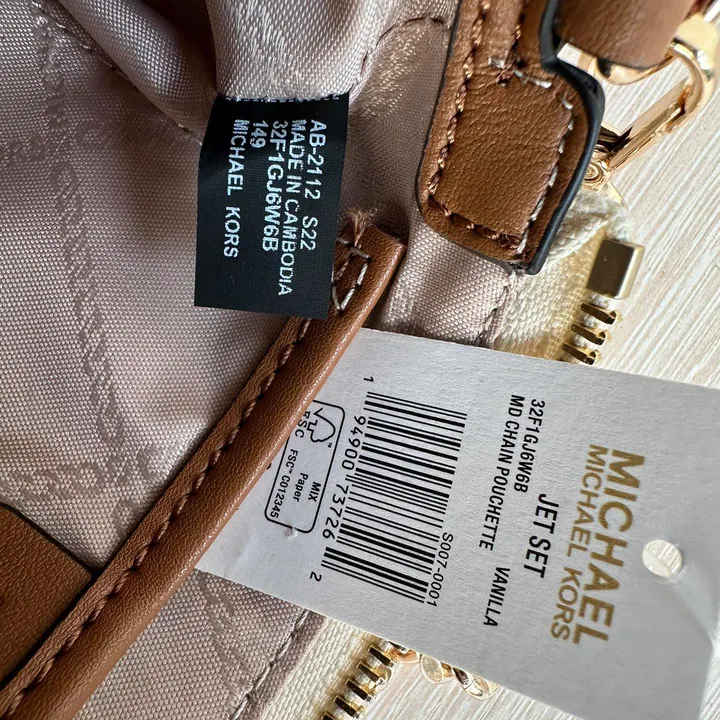 AB-2112 S22
MADE IN CAMBODIA
32F1GJ6W6B
149
MICHAEL KORS
MICHAEL
MICHAEL KORS
JET SET
32F1GJ6W6B
MD CHAIN POUCHETTE VANILLA
S007-0001
1 94900 73726 2
MIX
Paper
FSC™ C012345
FSC